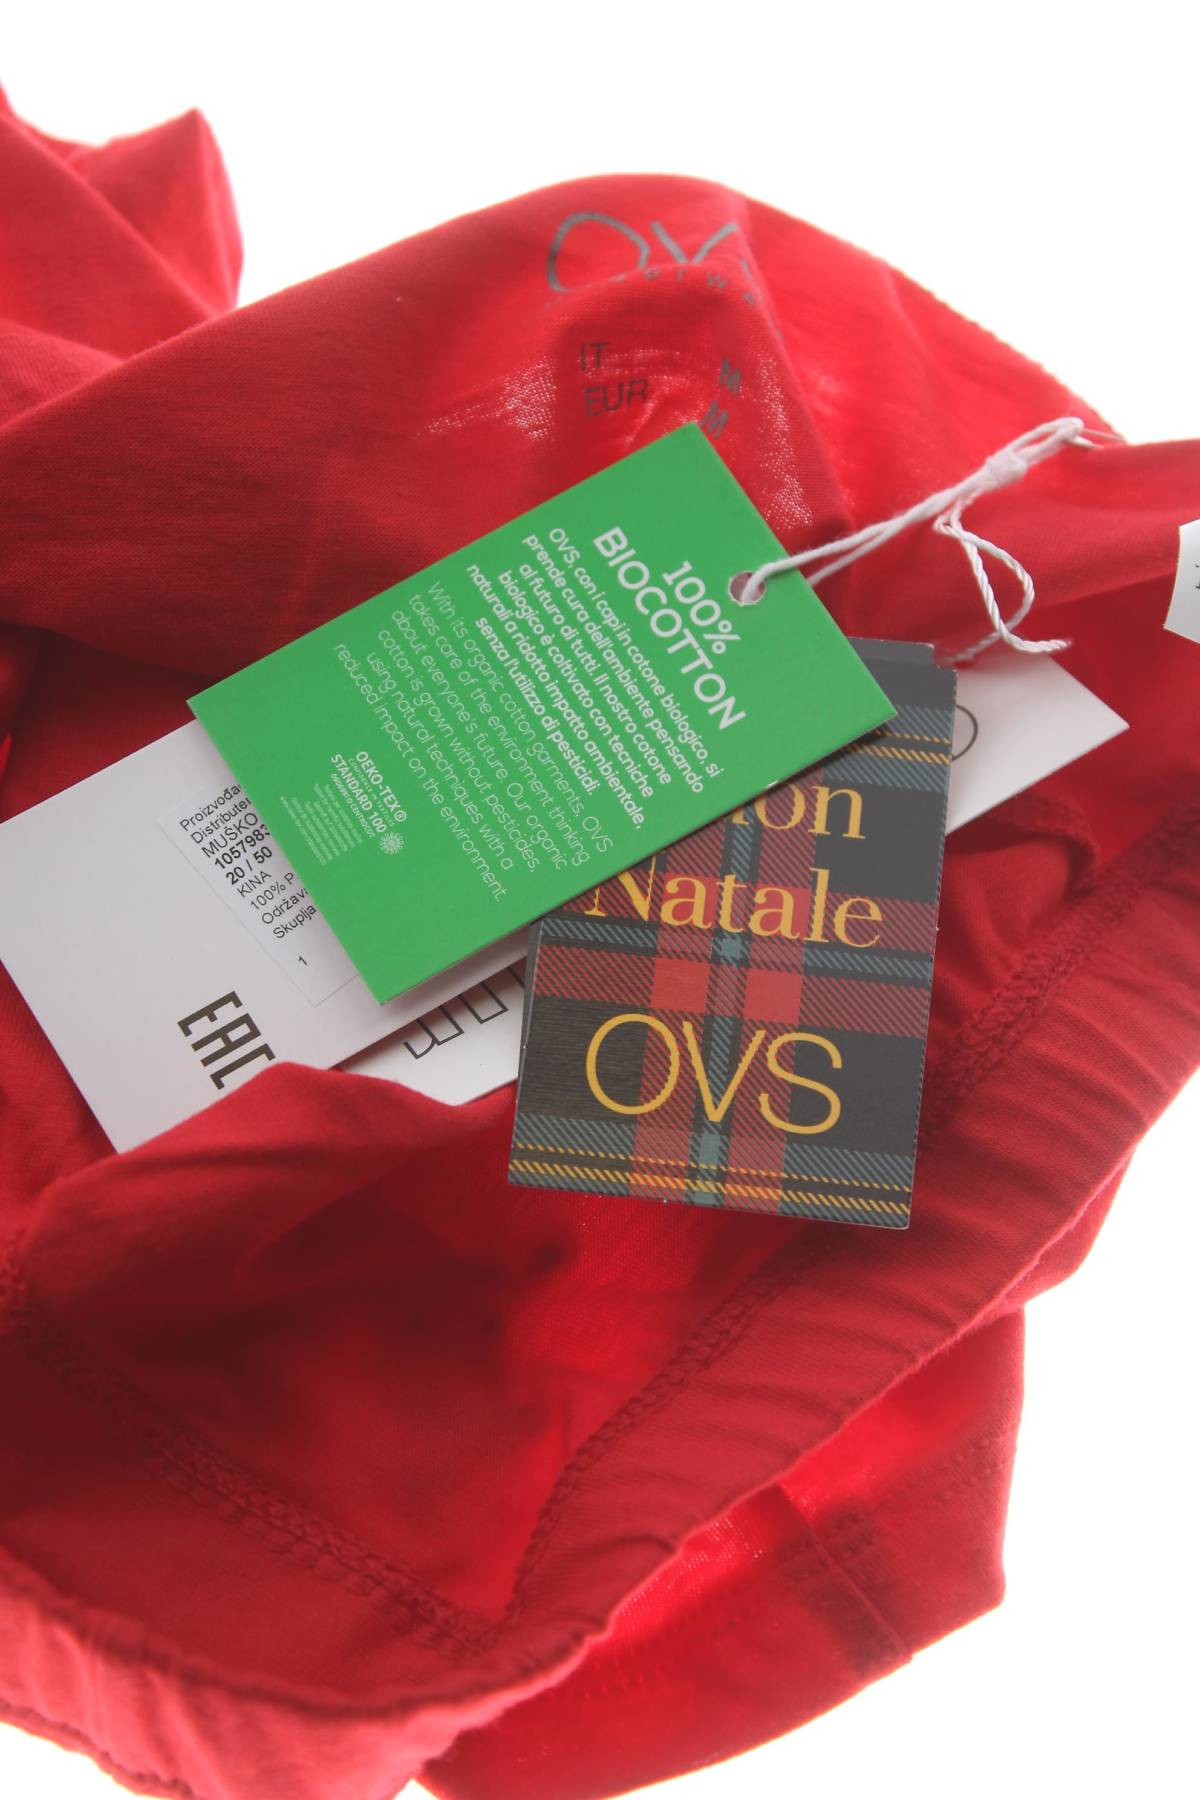 OVS
IT M
EUR M
100%
BIOCOTTON
OVS, con i capi in cotone biologico, si
prende cura dell'ambiente pensando
al futuro di tutti. Il nostro cotone
biologico è coltivato con tecniche
naturali a ridotto impatto ambientale,
senza l'utilizzo di pesticidi
With its organic cotton garments, OVS
takes care of the environment thinking
about everyone's future. Our organic
cotton is grown without pesticides,
using natural techniques with a
reduced impact on the environment.
OEKO-TEX®
STANDARD 100
Proizvođa
Distributer
MUŠKO
1057983
20 / 50
KINA
100% P
Održava
Skuplja
1
EAC
on
Natale
OVS